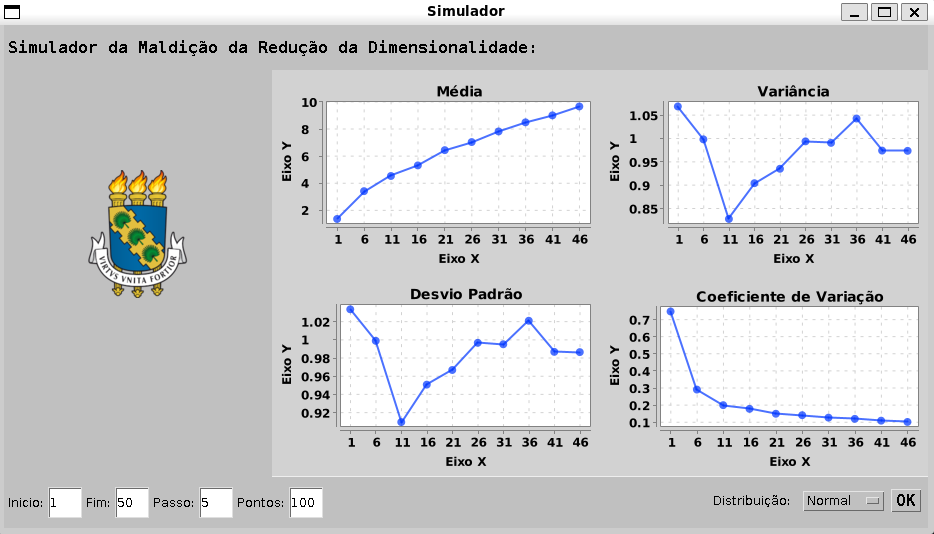 Simulador
Simulador da Maldição da Redução da Dimensionalidade:
VIRTVS VNITA FORTIOR
Média
Eixo Y
10
8
6
4
2
1 6 11 16 21 26 31 36 41 46
Eixo X
Variância
Eixo Y
1.05
1
0.95
0.9
0.85
1 6 11 16 21 26 31 36 41 46
Eixo X
Desvio Padrão
Eixo Y
1.02
1
0.98
0.96
0.94
0.92
1 6 11 16 21 26 31 36 41 46
Eixo X
Coeficiente de Variação
Eixo Y
0.7
0.6
0.5
0.4
0.3
0.2
0.1
1 6 11 16 21 26 31 36 41 46
Eixo X
Inicio: 1 Fim: 50 Passo: 5 Pontos: 100 Distribuição: Normal OK